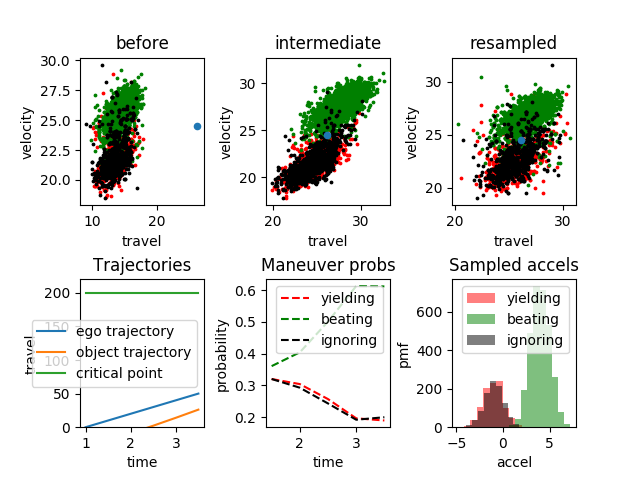 before
intermediate
resampled
30.0
27.5
25.0
22.5
20.0
velocity
10
20
travel
30
25
20
velocity
20
30
travel
30
25
20
velocity
20
25
30
travel
Trajectories
Maneuver probs
Sampled accels
200
150
100
50
0
travel
ego trajectory
object trajectory
critical point
1
2
3
time
0.6
0.5
0.4
0.3
0.2
probability
yielding
beating
ignoring
2
3
time
600
400
200
0
pmf
yielding
beating
ignoring
−5
0
5
accel